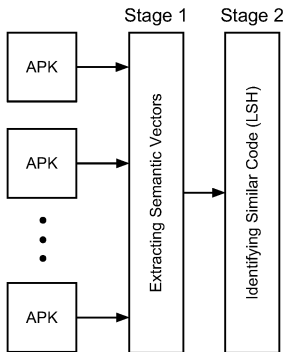 Stage 1
Stage 2
APK
APK
APK
Extracting Semantic Vectors
Identifying Similar Code (LSH)